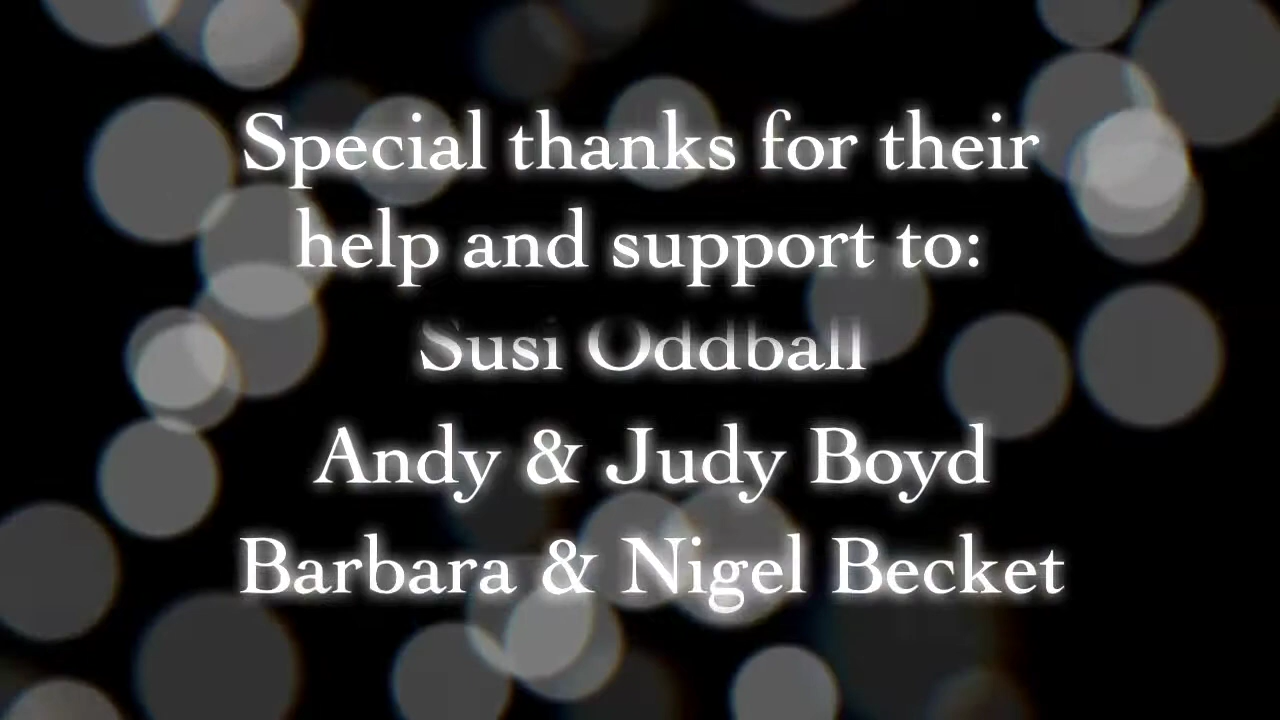 Special thanks for their
help and support to:
Susi Oddball
Andy & Judy Boyd
Barbara & Nigel Becket